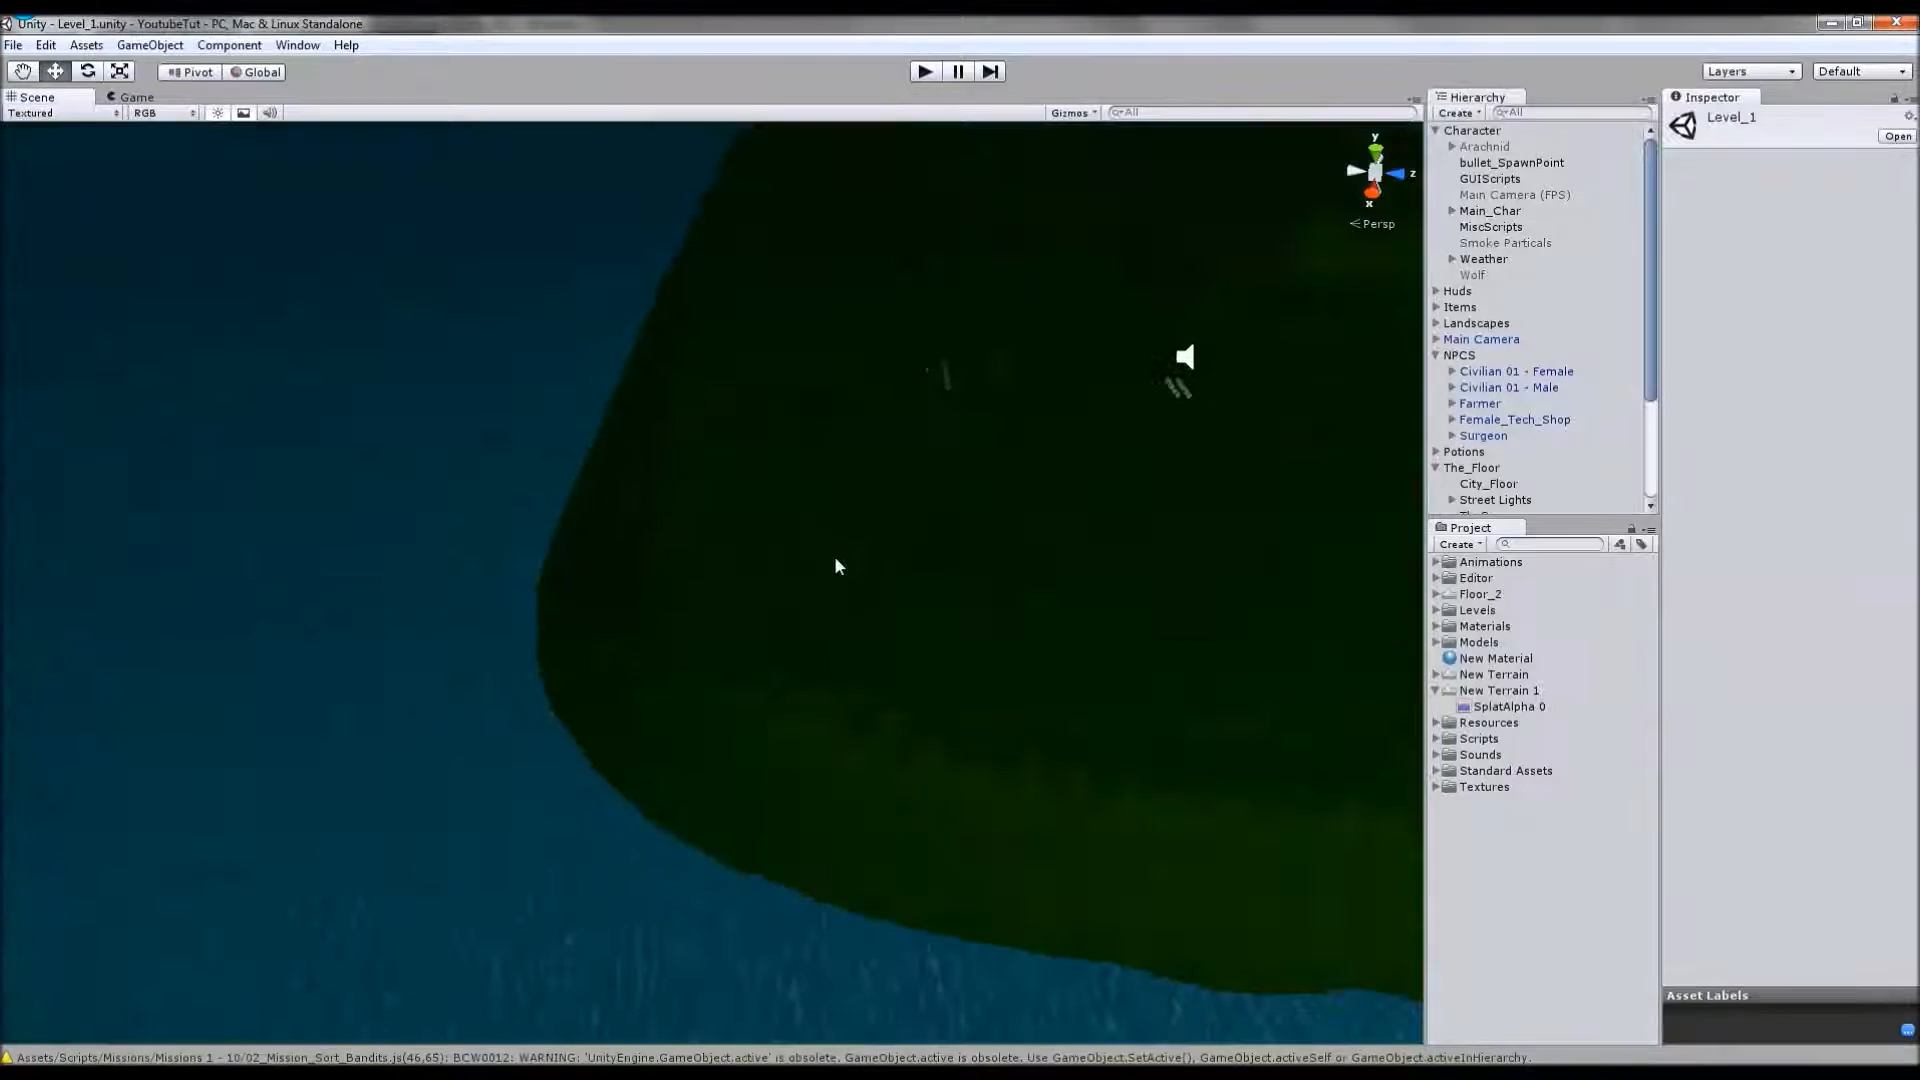 Unity - Level_1.unity - YoutubeTut - PC, Mac & Linux Standalone
File Edit Assets GameObject Component Window Help
Pivot Global Layers Default
Scene Game
Textured RGB Gizmos All
y
z
x
Persp
Hierarchy
Create All
Character
Arachnid
bullet_SpawnPoint
GUIScripts
Main Camera (FPS)
Main_Char
MiscScripts
Smoke Particals
Weather
Wolf
Huds
Items
Landscapes
Main Camera
NPCS
Civilian 01 - Female
Civilian 01 - Male
Farmer
Female_Tech_Shop
Surgeon
Potions
The_Floor
City_Floor
Street Lights
Project
Create
Animations
Editor
Floor_2
Levels
Materials
Models
New Material
New Terrain
New Terrain 1
SplatAlpha 0
Resources
Scripts
Sounds
Standard Assets
Textures
Inspector
Level_1
Open
Asset Labels
Assets/Scripts/Missions/Missions 1 - 10/02_Mission_Sort_Bandits.js(46,65): BCW0012: WARNING: 'UnityEngine.GameObject.active' is obsolete. GameObject.active is obsolete. Use GameObject.SetActive(), GameObject.activeSelf or GameObject.activeInHierarchy.